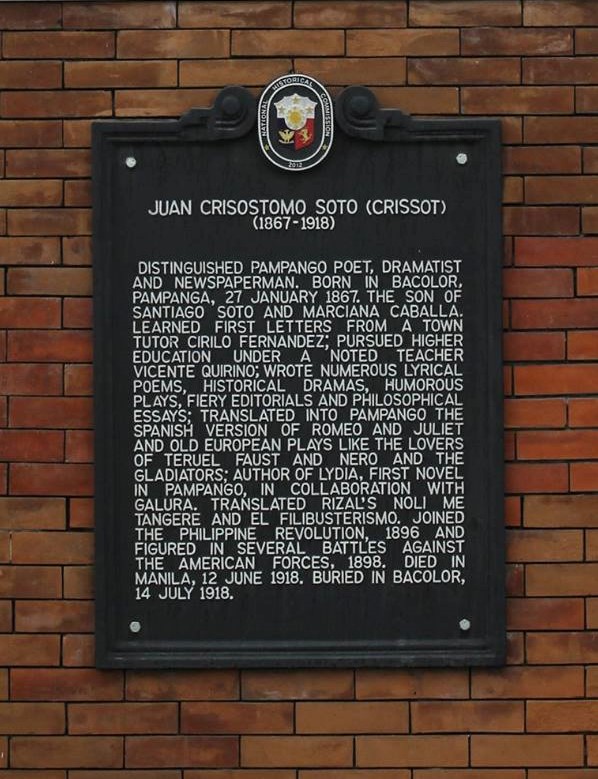 NATIONAL HISTORICAL COMMISSION
2012
JUAN CRISOSTOMO SOTO (CRISSOT)
(1867-1918)
DISTINGUISHED PAMPANGO POET, DRAMATIST
AND NEWSPAPERMAN. BORN IN BACOLOR,
PAMPANGA, 27 JANUARY 1867. THE SON OF
SANTIAGO SOTO AND MARCIANA CABALLA.
LEARNED FIRST LETTERS FROM A TOWN
TUTOR CIRILO FERNANDEZ; PURSUED HIGHER
EDUCATION UNDER A NOTED TEACHER
VICENTE QUIRINO; WROTE NUMEROUS LYRICAL
POEMS, HISTORICAL DRAMAS, HUMOROUS
PLAYS, FIERY EDITORIALS AND PHILOSOPHICAL
ESSAYS; TRANSLATED INTO PAMPANGO THE
SPANISH VERSION OF ROMEO AND JULIET
AND OLD EUROPEAN PLAYS LIKE THE LOVERS
OF TERUEL FAUST AND NERO AND THE
GLADIATORS; AUTHOR OF LYDIA, FIRST NOVEL
IN PAMPANGO, IN COLLABORATION WITH
GALURA. TRANSLATED RIZAL'S NOLI ME
TANGERE AND EL FILIBUSTERISMO. JOINED
THE PHILIPPINE REVOLUTION, 1896 AND
FIGURED IN SEVERAL BATTLES AGAINST
THE AMERICAN FORCES, 1898. DIED IN
MANILA, 12 JUNE 1918. BURIED IN BACOLOR,
14 JULY 1918.